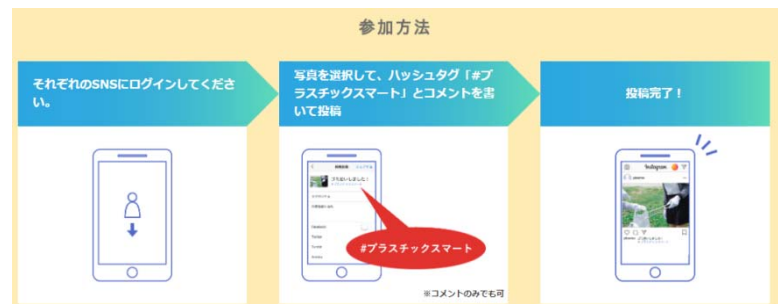 参加方法
それぞれのSNSにログインしてくださ
い。
写真を選択して、ハッシュタグ「#プ
ラスチックスマート」とコメントを書
いて投稿
投稿完了！
Instagram
#プラスチックスマート
※コメントのみでも可